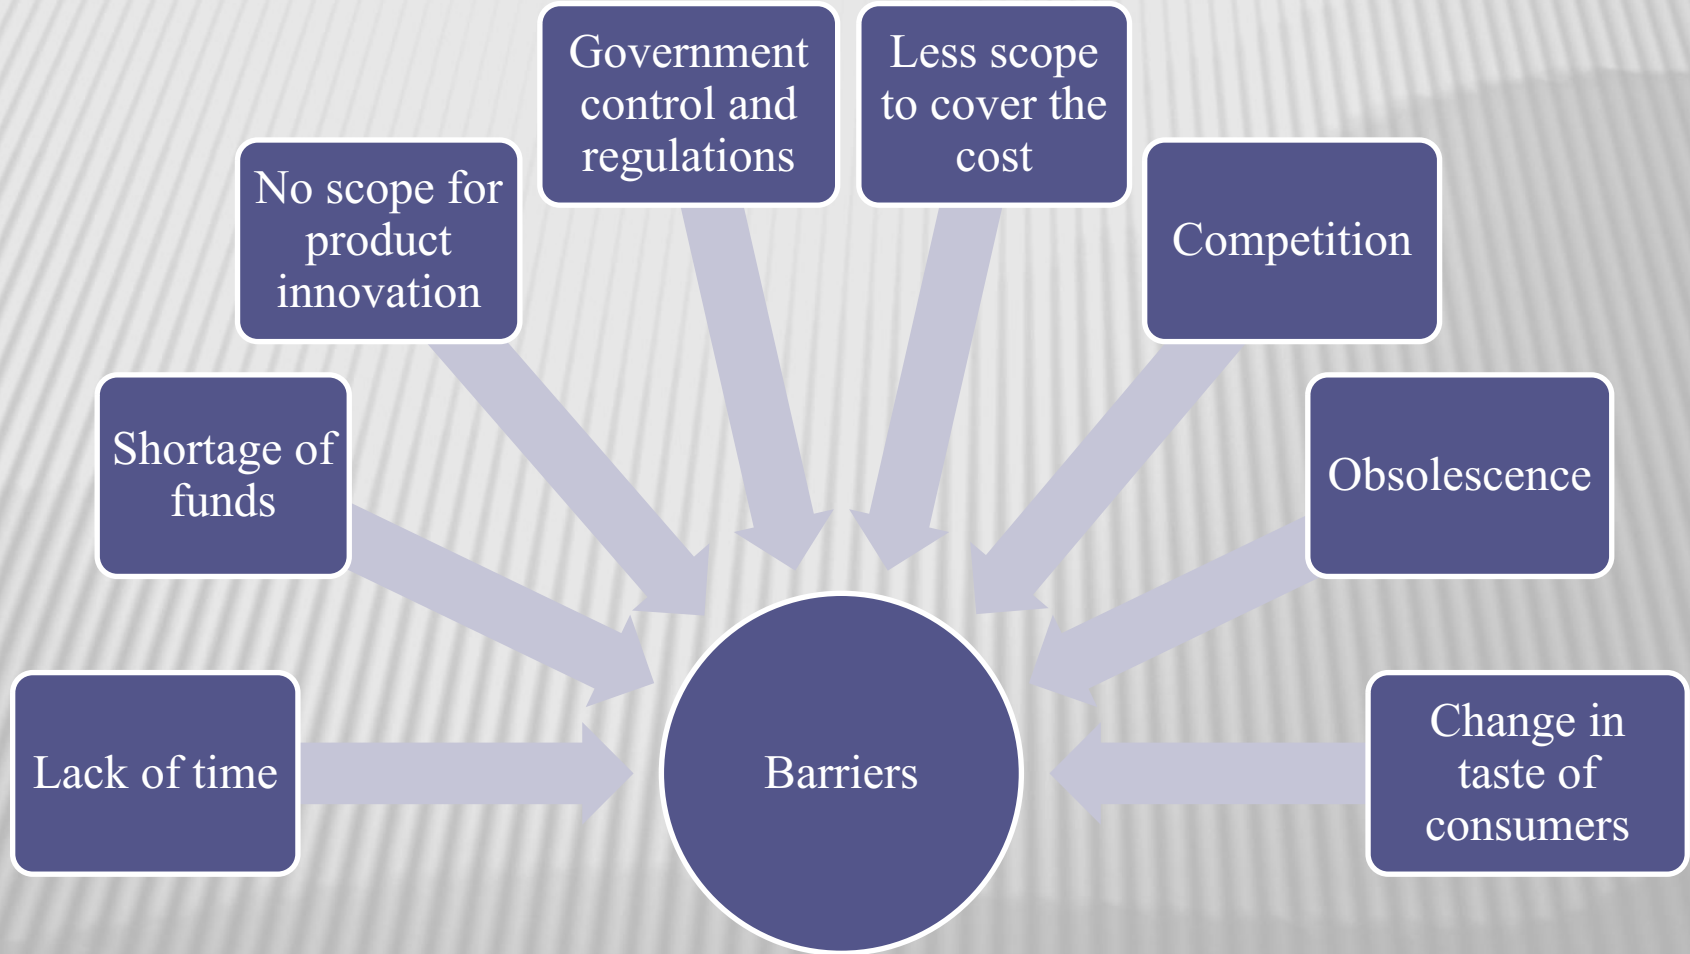 Government
control and
regulations
Less scope
to cover the
cost
No scope for
product
innovation
Competition
Shortage of
funds
Obsolescence
Lack of time
Barriers
Change in
taste of
consumers